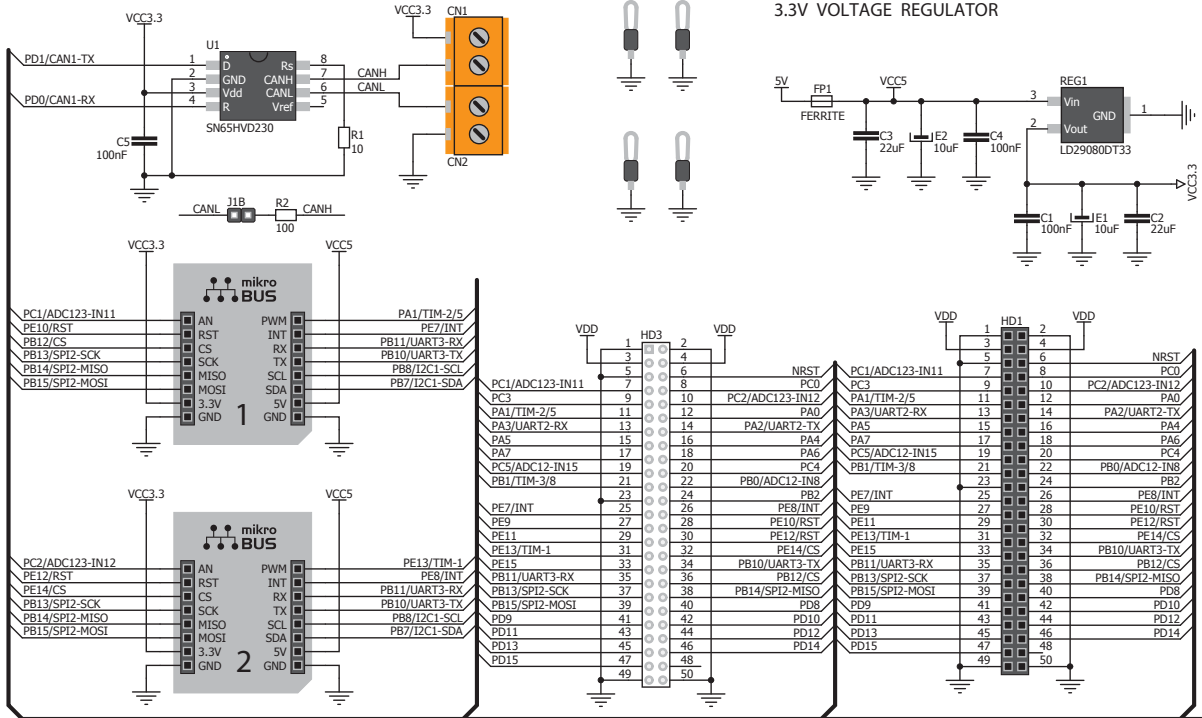 3.3V VOLTAGE REGULATOR
VCC3.3
U1
PD1/CAN1-TX
PD0/CAN1-RX
1 D Rs 8
2 GND CANH 7 CANH
3 Vdd CANL 6 CANL
4 R Vref 5
SN65HVD230
C5
100nF
R1
10
VCC3.3 CN1
CN2
CANL J1B R2 CANH
100
5V
FP1
FERRITE
VCC5
C3
22uF
E2
10uF
C4
100nF
REG1
3 Vin
GND 1
2 Vout
LD29080DT33
VCC3.3
C1
100nF
E1
10uF
C2
22uF
VCC3.3 VCC5
mikro
BUS
PC1/ADC123-IN11 AN PWM PA1/TIM-2/5
PE10/RST RST INT PE7/INT
PB12/CS CS RX PB11/UART3-RX
PB13/SPI2-SCK SCK TX PB10/UART3-TX
PB14/SPI2-MISO MISO SCL PB8/I2C1-SCL
PB15/SPI2-MOSI MOSI SDA PB7/I2C1-SDA
3.3V 5V
GND 1 GND
VCC3.3 VCC5
mikro
BUS
PC2/ADC123-IN12 AN PWM PE13/TIM-1
PE12/RST RST INT PE8/INT
PE14/CS CS RX PB11/UART3-RX
PB13/SPI2-SCK SCK TX PB10/UART3-TX
PB14/SPI2-MISO MISO SCL PB8/I2C1-SCL
PB15/SPI2-MOSI MOSI SDA PB7/I2C1-SDA
3.3V 5V
GND 2 GND
VDD HD3 VDD
1 2
3 4
5 6 NRST
PC1/ADC123-IN11 7 8 PC0
PC3 9 10 PC2/ADC123-IN12
PA1/TIM-2/5 11 12 PA0
PA3/UART2-RX 13 14 PA2/UART2-TX
PA5 15 16 PA4
PA7 17 18 PA6
PC5/ADC12-IN15 19 20 PC4
PB1/TIM-3/8 21 22 PB0/ADC12-IN8
23 24 PB2
PE7/INT 25 26 PE8/INT
PE9 27 28 PE10/RST
PE11 29 30 PE12/RST
PE13/TIM-1 31 32 PE14/CS
PE15 33 34 PB10/UART3-TX
PB11/UART3-RX 35 36 PB12/CS
PB13/SPI2-SCK 37 38 PB14/SPI2-MISO
PB15/SPI2-MOSI 39 40 PD8
PD9 41 42 PD10
PD11 43 44 PD12
PD13 45 46 PD14
PD15 47 48
49 50
VDD HD1 VDD
1 2
3 4
5 6 NRST
PC1/ADC123-IN11 7 8 PC0
PC3 9 10 PC2/ADC123-IN12
PA1/TIM-2/5 11 12 PA0
PA3/UART2-RX 13 14 PA2/UART2-TX
PA5 15 16 PA4
PA7 17 18 PA6
PC5/ADC12-IN15 19 20 PC4
PB1/TIM-3/8 21 22 PB0/ADC12-IN8
23 24 PB2
PE7/INT 25 26 PE8/INT
PE9 27 28 PE10/RST
PE11 29 30 PE12/RST
PE13/TIM-1 31 32 PE14/CS
PE15 33 34 PB10/UART3-TX
PB11/UART3-RX 35 36 PB12/CS
PB13/SPI2-SCK 37 38 PB14/SPI2-MISO
PB15/SPI2-MOSI 39 40 PD8
PD9 41 42 PD10
PD11 43 44 PD12
PD13 45 46 PD14
PD15 47 48
49 50